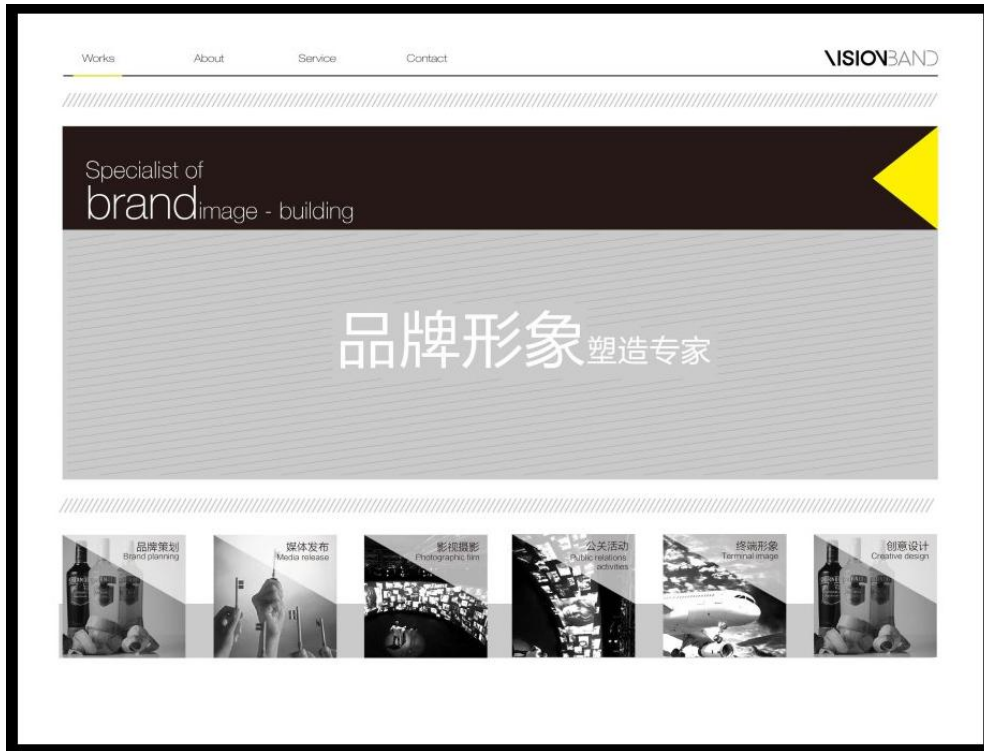 Works
About
Service
Contact
VISIONBAND
Specialist of
brand image - building
品牌形象 塑造专家
品牌策划
Brand planning
媒体发布
Media release
影视摄影
Photographic film
公关活动
Public relations
activities
终端形象
Terminal image
创意设计
Creative design